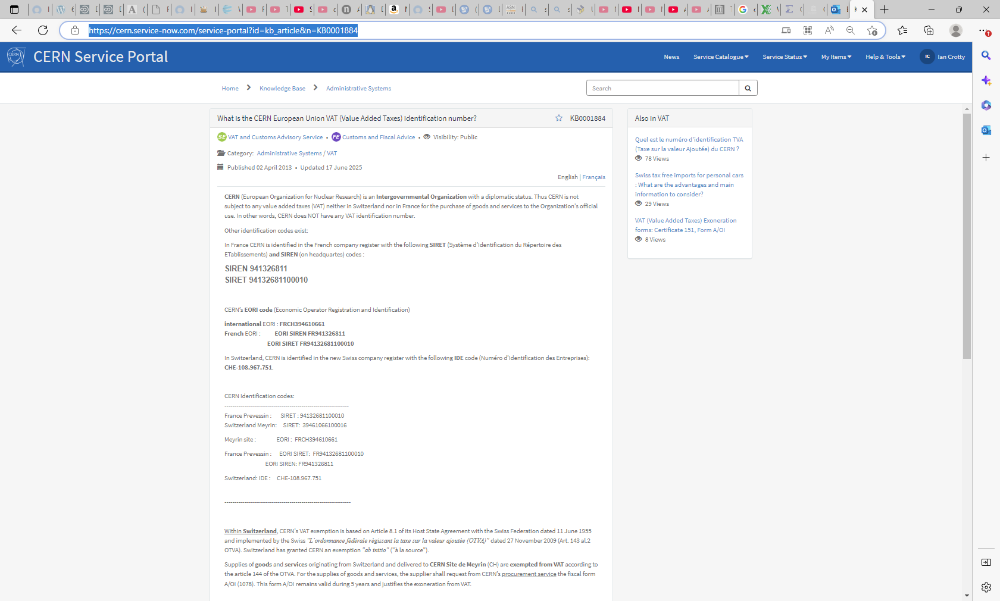 https://cern.service-now.com/service-portal?id=kb_article&n=KB0001884
CERN Service Portal
News
Service Catalogue
Service Status
My Items
Help & Tools
IC
Ian Crotty
Home
Knowledge Base
Administrative Systems
Search
What is the CERN European Union VAT (Value Added Taxes) identification number?
KB0001884
SE VAT and Customs Advisory Service • FE Customs and Fiscal Advice • Visibility: Public
Category: Administrative Systems / VAT
Published 02 April 2013 • Updated 17 June 2025
English | Français
CERN (European Organization for Nuclear Research) is an Intergovernmental Organization with a diplomatic status. Thus CERN is not
subject to any value added taxes (VAT) neither in Switzerland nor in France for the purchase of goods and services to the Organization's official
use. In other words, CERN does NOT have any VAT identification number.
Other identification codes exist:
In France CERN is identified in the French company register with the following SIRET (Système d'Identification du Répertoire des
ETablissements) and SIREN (on headquartes) codes :
SIREN 941326811
SIRET 94132681100010
CERN's EORI code (Economic Operator Registration and Identification)
international EORI : FRCH394610661
French EORI : EORI SIREN FR941326811
EORI SIRET FR94132681100010
In Switzerland, CERN is identified in the new Swiss company register with the following IDE code (Numéro d'Identification des Entreprises):
CHE-108.967.751.
CERN Identification codes:
----------------------------------------------------------------
France Prevessin : SIRET : 94132681100010
Switzerland Meyrin: SIRET: 39461066100016
Meyrin site : EORI : FRCH394610661
France Prevessin : EORI SIRET: FR94132681100010
EORI SIREN: FR941326811
Switzerland: IDE : CHE-108.967.751
-----------------------------------------------------------------
Within Switzerland, CERN's VAT exemption is based on Article 8.1 of its Host State Agreement with the Swiss Federation dated 11 June 1955
and implemented by the Swiss "L'ordonnance fédérale régissant la taxe sur la valeur ajoutée (OTVA)" dated 27 November 2009 (Art. 143 al.2
OTVA). Switzerland has granted CERN an exemption "ab initio" ("à la source").
Supplies of goods and services originating from Switzerland and delivered to CERN Site de Meyrin (CH) are exempted from VAT according to
the article 144 of the OTVA. For the supplies of goods and services, the supplier shall request from CERN's procurement service the fiscal form
A/OI (1078). This form A/OI remains valid during 5 years and justifies the exoneration from VAT.
Also in VAT
Quel est le numéro d'identification TVA
(Taxe sur la valeur Ajoutée) du CERN ?
78 Views
Swiss tax free imports for personal cars
: What are the advantages and main
information to consider?
29 Views
VAT (Value Added Taxes) Exoneration
forms: Certificate 151, Form A/OI
8 Views